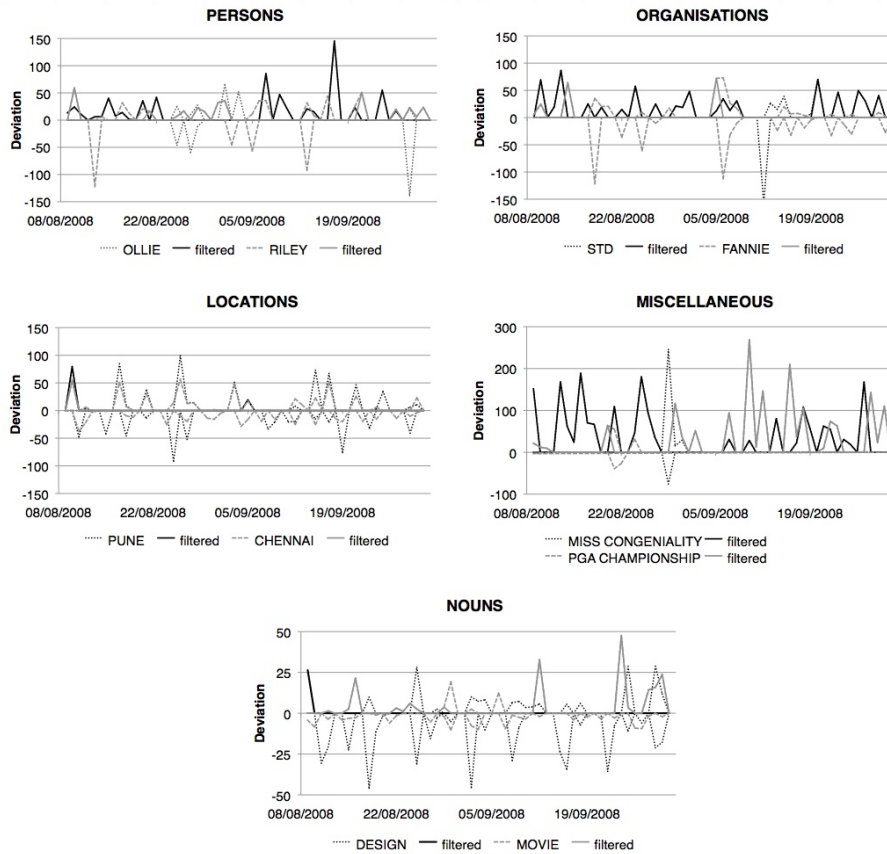 PERSONS
150
100
50
0
-50
-100
-150
Deviation
08/08/2008 22/08/2008 05/09/2008 19/09/2008
OLLIE filtered RILEY filtered
ORGANISATIONS
150
100
50
0
-50
-100
-150
Deviation
08/08/2008 22/08/2008 05/09/2008 19/09/2008
STD filtered FANNIE filtered
LOCATIONS
150
100
50
0
-50
-100
-150
Deviation
08/08/2008 22/08/2008 05/09/2008 19/09/2008
PUNE filtered CHENNAI filtered
MISCELLANEOUS
300
200
100
0
-100
Deviation
08/08/2008 22/08/2008 05/09/2008 19/09/2008
MISS CONGENIALITY filtered
PGA CHAMPIONSHIP filtered
NOUNS
50
25
0
-25
-50
Deviation
08/08/2008 22/08/2008 05/09/2008 19/09/2008
DESIGN filtered MOVIE filtered